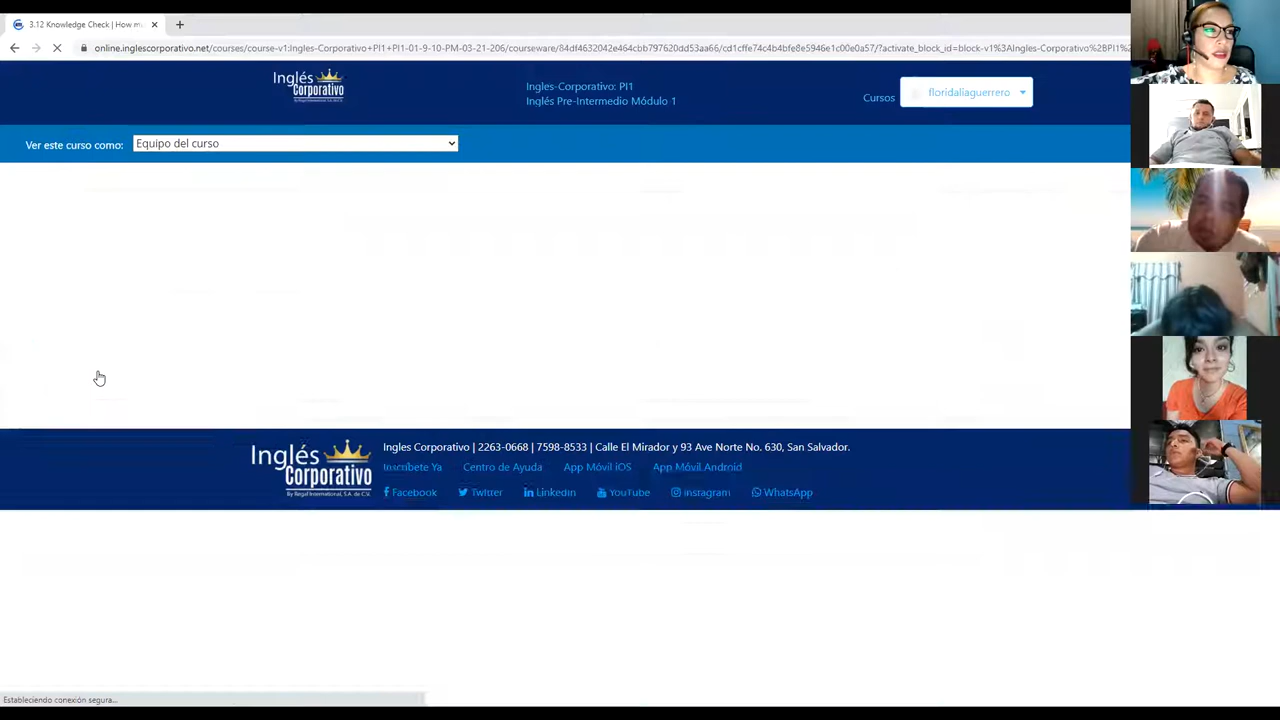 3.12 Knowledge Check | How m
online.inglescorporativo.net/courses/course-v1:Ingles-Corporativo+PI1+PI1-01-9-10-PM-03-21-206/courseware/84df4632042e464cbb797620dd53aa66/cd1cffe74c4b4bfe8e5946e1c00e0a57/?activate_block_id=block-v1%3AIngles-Corporativo%2BPI1%
Inglés
Corporativo
By Regal International, S.A. de C.V.
Ingles-Corporativo: PI1
Inglés Pre-Intermedio Módulo 1
Cursos
floridaliaguerrero
Ver este curso como:
Equipo del curso
Inglés
Corporativo
By Regal International, S.A. de C.V.
Ingles Corporativo | 2263-0668 | 7598-8533 | Calle El Mirador y 93 Ave Norte No. 630, San Salvador.
Inscríbete Ya Centro de Ayuda App Móvil iOS App Móvil Android
Facebook Twitter Linkedin YouTube Instagram WhatsApp
Estableciendo conexión segura...